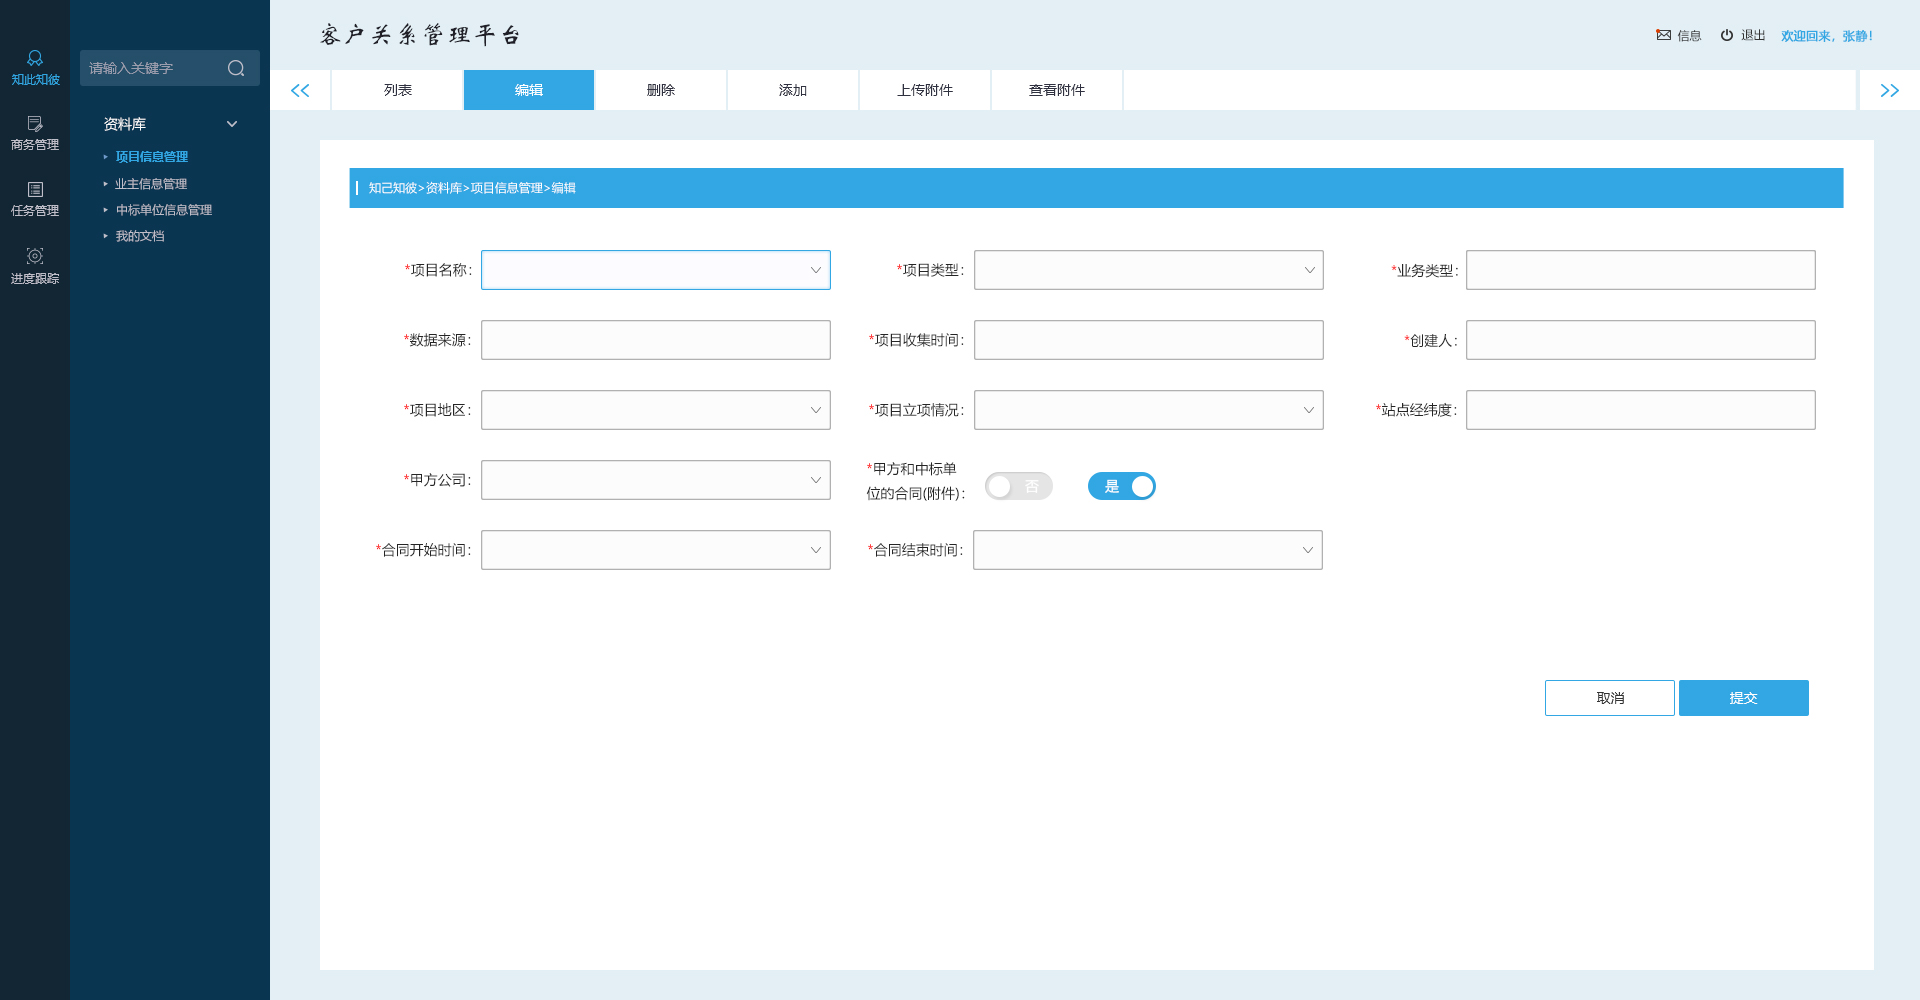 客户关系管理平台
信息
退出
欢迎回来，张静！
知此知彼
商务管理
任务管理
进度跟踪
请输入关键字
资料库
项目信息管理
业主信息管理
中标单位信息管理
我的文档
列表
编辑
删除
添加
上传附件
查看附件
知己知彼>资料库>项目信息管理>编辑
*项目名称：
*项目类型：
*业务类型：
*数据来源：
*项目收集时间：
*创建人：
*项目地区：
*项目立项情况：
*站点经纬度：
*甲方公司：
*甲方和中标单
位的合同(附件)：
否
是
*合同开始时间：
*合同结束时间：
取消
提交